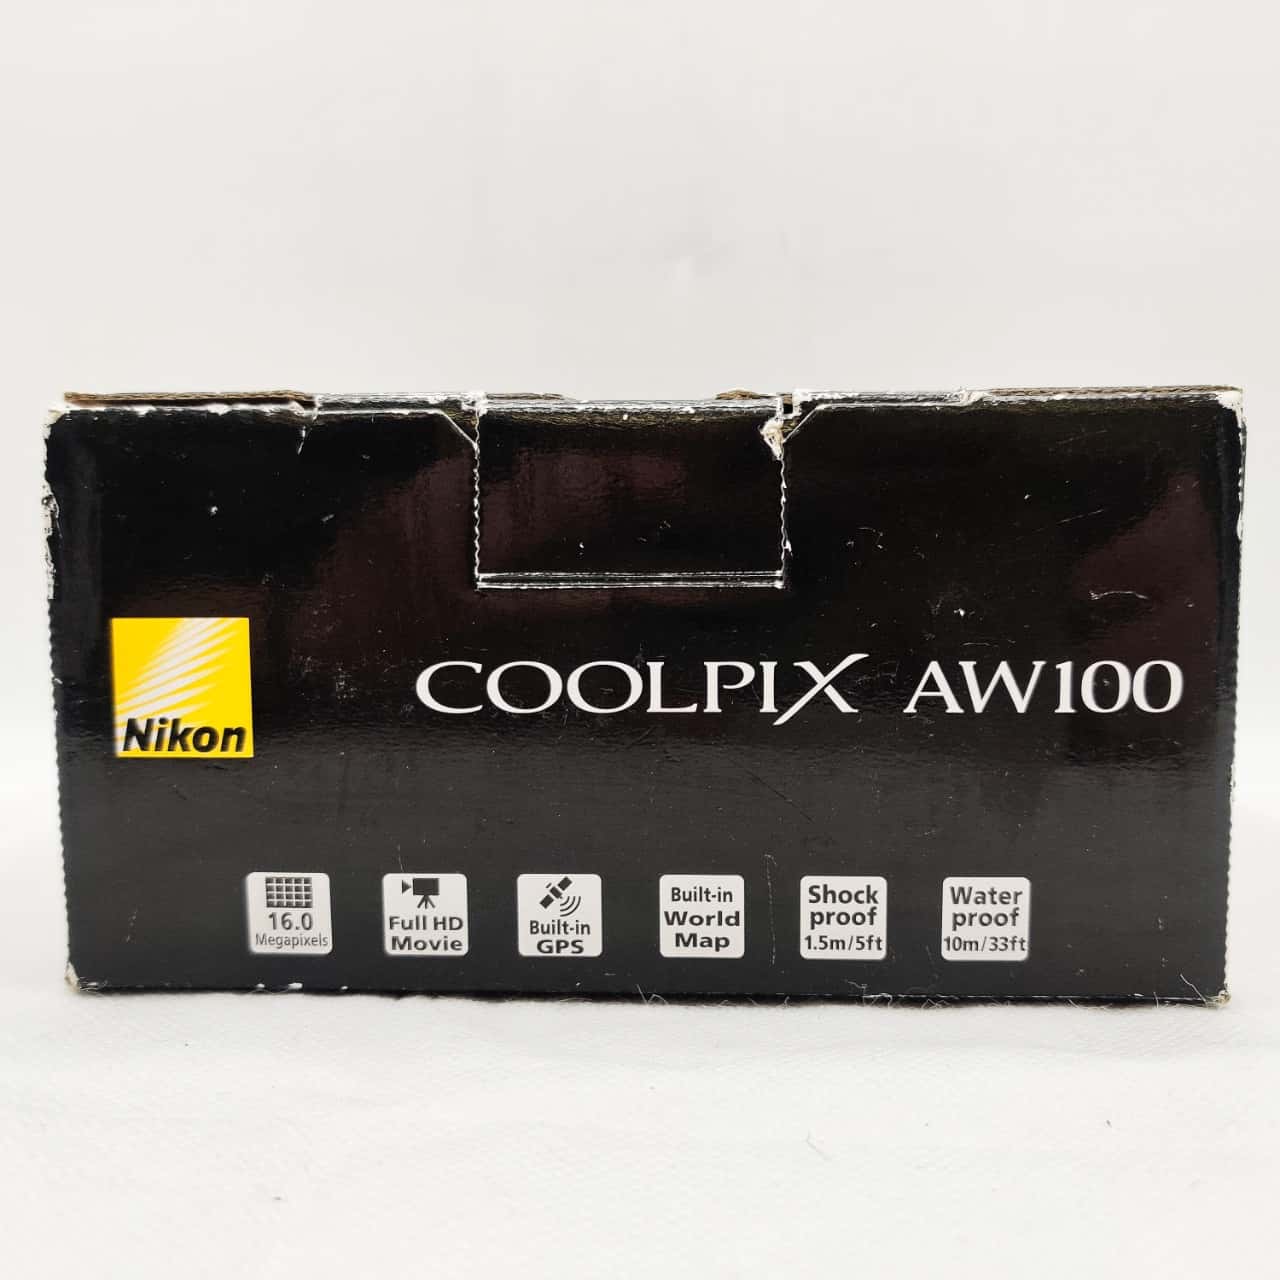 Nikon
COOLPIX AW100
16.0
Megapixels
Full HD
Movie
Built-in
GPS
Built-in
World
Map
Shock
proof
1.5m/5ft
Water
proof
10m/33ft